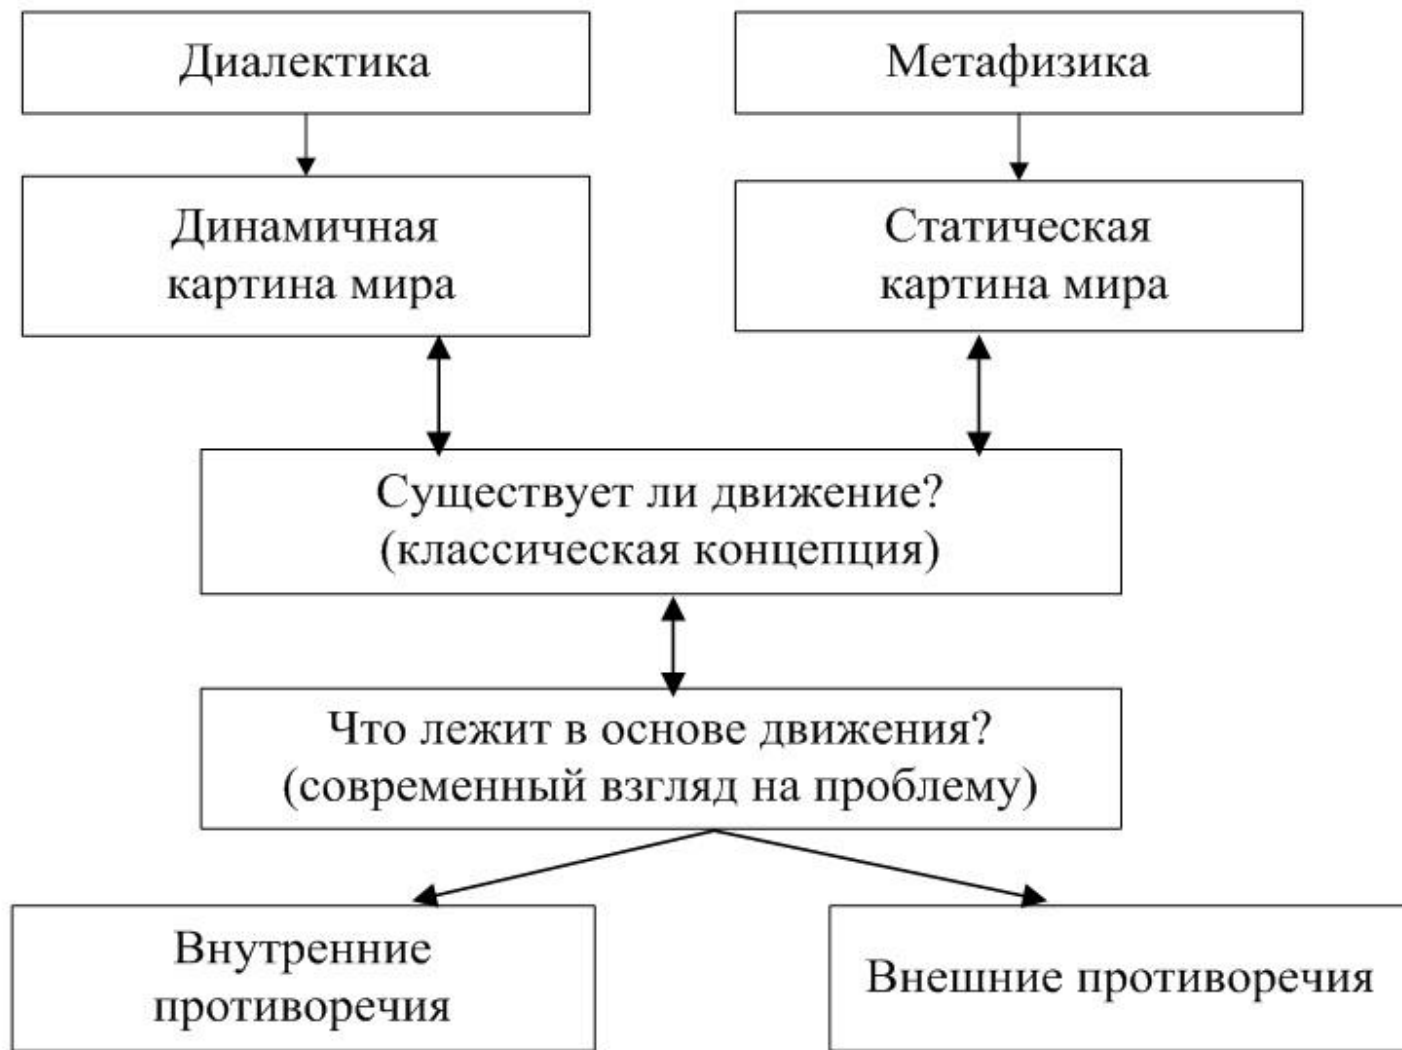 Диалектика
Метафизика
Динамичная
картина мира
Статическая
картина мира
Существует ли движение?
(классическая концепция)
Что лежит в основе движения?
(современный взгляд на проблему)
Внутренние
противоречия
Внешние противоречия